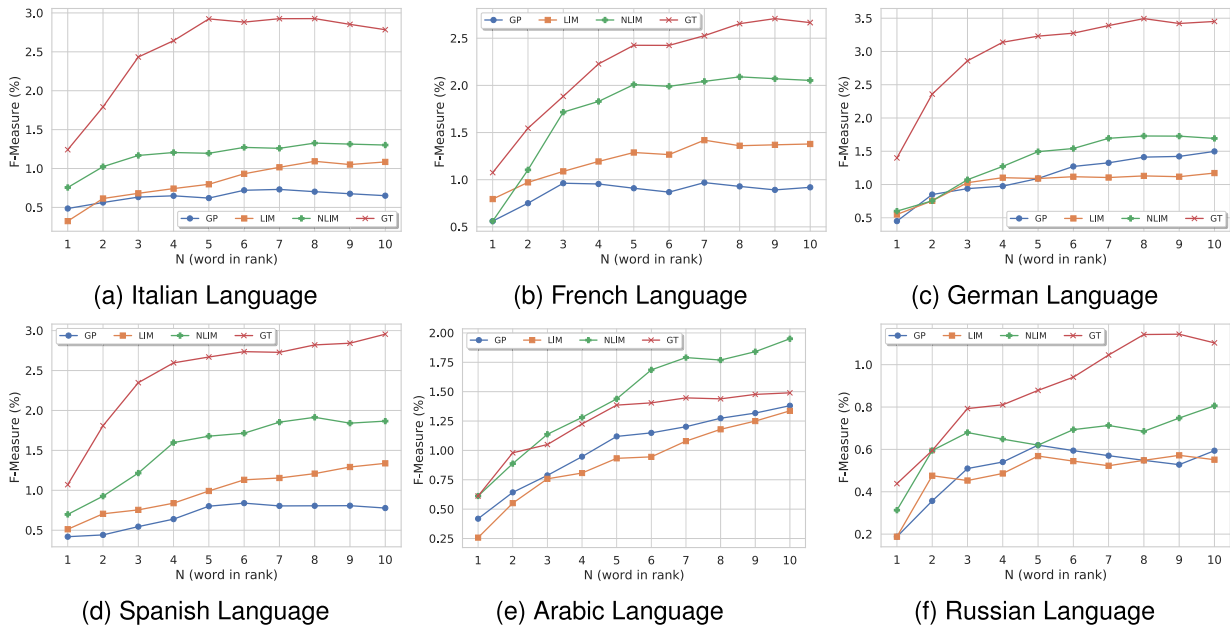 GP LIM NLIM GT
F-Measure (%)
3.0
2.5
2.0
1.5
1.0
0.5
1 2 3 4 5 6 7 8 9 10
N (word in rank)
(a) Italian Language
GP LIM NLIM GT
F-Measure (%)
2.5
2.0
1.5
1.0
0.5
1 2 3 4 5 6 7 8 9 10
N (word in rank)
(b) French Language
GP LIM NLIM GT
F-Measure (%)
3.5
3.0
2.5
2.0
1.5
1.0
0.5
1 2 3 4 5 6 7 8 9 10
N (word in rank)
(c) German Language
GP LIM NLIM GT
F-Measure (%)
3.0
2.5
2.0
1.5
1.0
0.5
1 2 3 4 5 6 7 8 9 10
N (word in rank)
(d) Spanish Language
GP LIM NLIM GT
F-Measure (%)
2.00
1.75
1.50
1.25
1.00
0.75
0.50
0.25
1 2 3 4 5 6 7 8 9 10
N (word in rank)
(e) Arabic Language
GP LIM NLIM GT
F-Measure (%)
1.0
0.8
0.6
0.4
0.2
1 2 3 4 5 6 7 8 9 10
N (word in rank)
(f) Russian Language